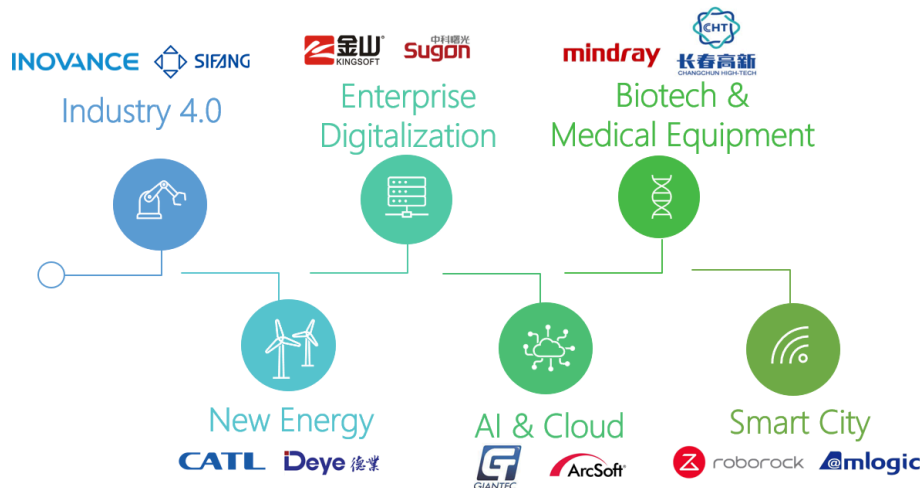 INOVANCE
SIFANG
Industry 4.0
金山
KINGSOFT
中科曙光
Sugon
Enterprise
Digitalization
mindray
CHTI
长春高新
CHANGCHUN HIGH-TECH
Biotech &
Medical Equipment
New Energy
CATL
Deye 德業
AI & Cloud
GIANTEC
ArcSoft
Smart City
roborock
@mlogic